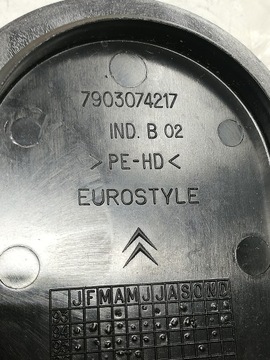 7903074217
IND. B 02
>PE-HD<
EUROSTYLE
JFMAMJJASOND